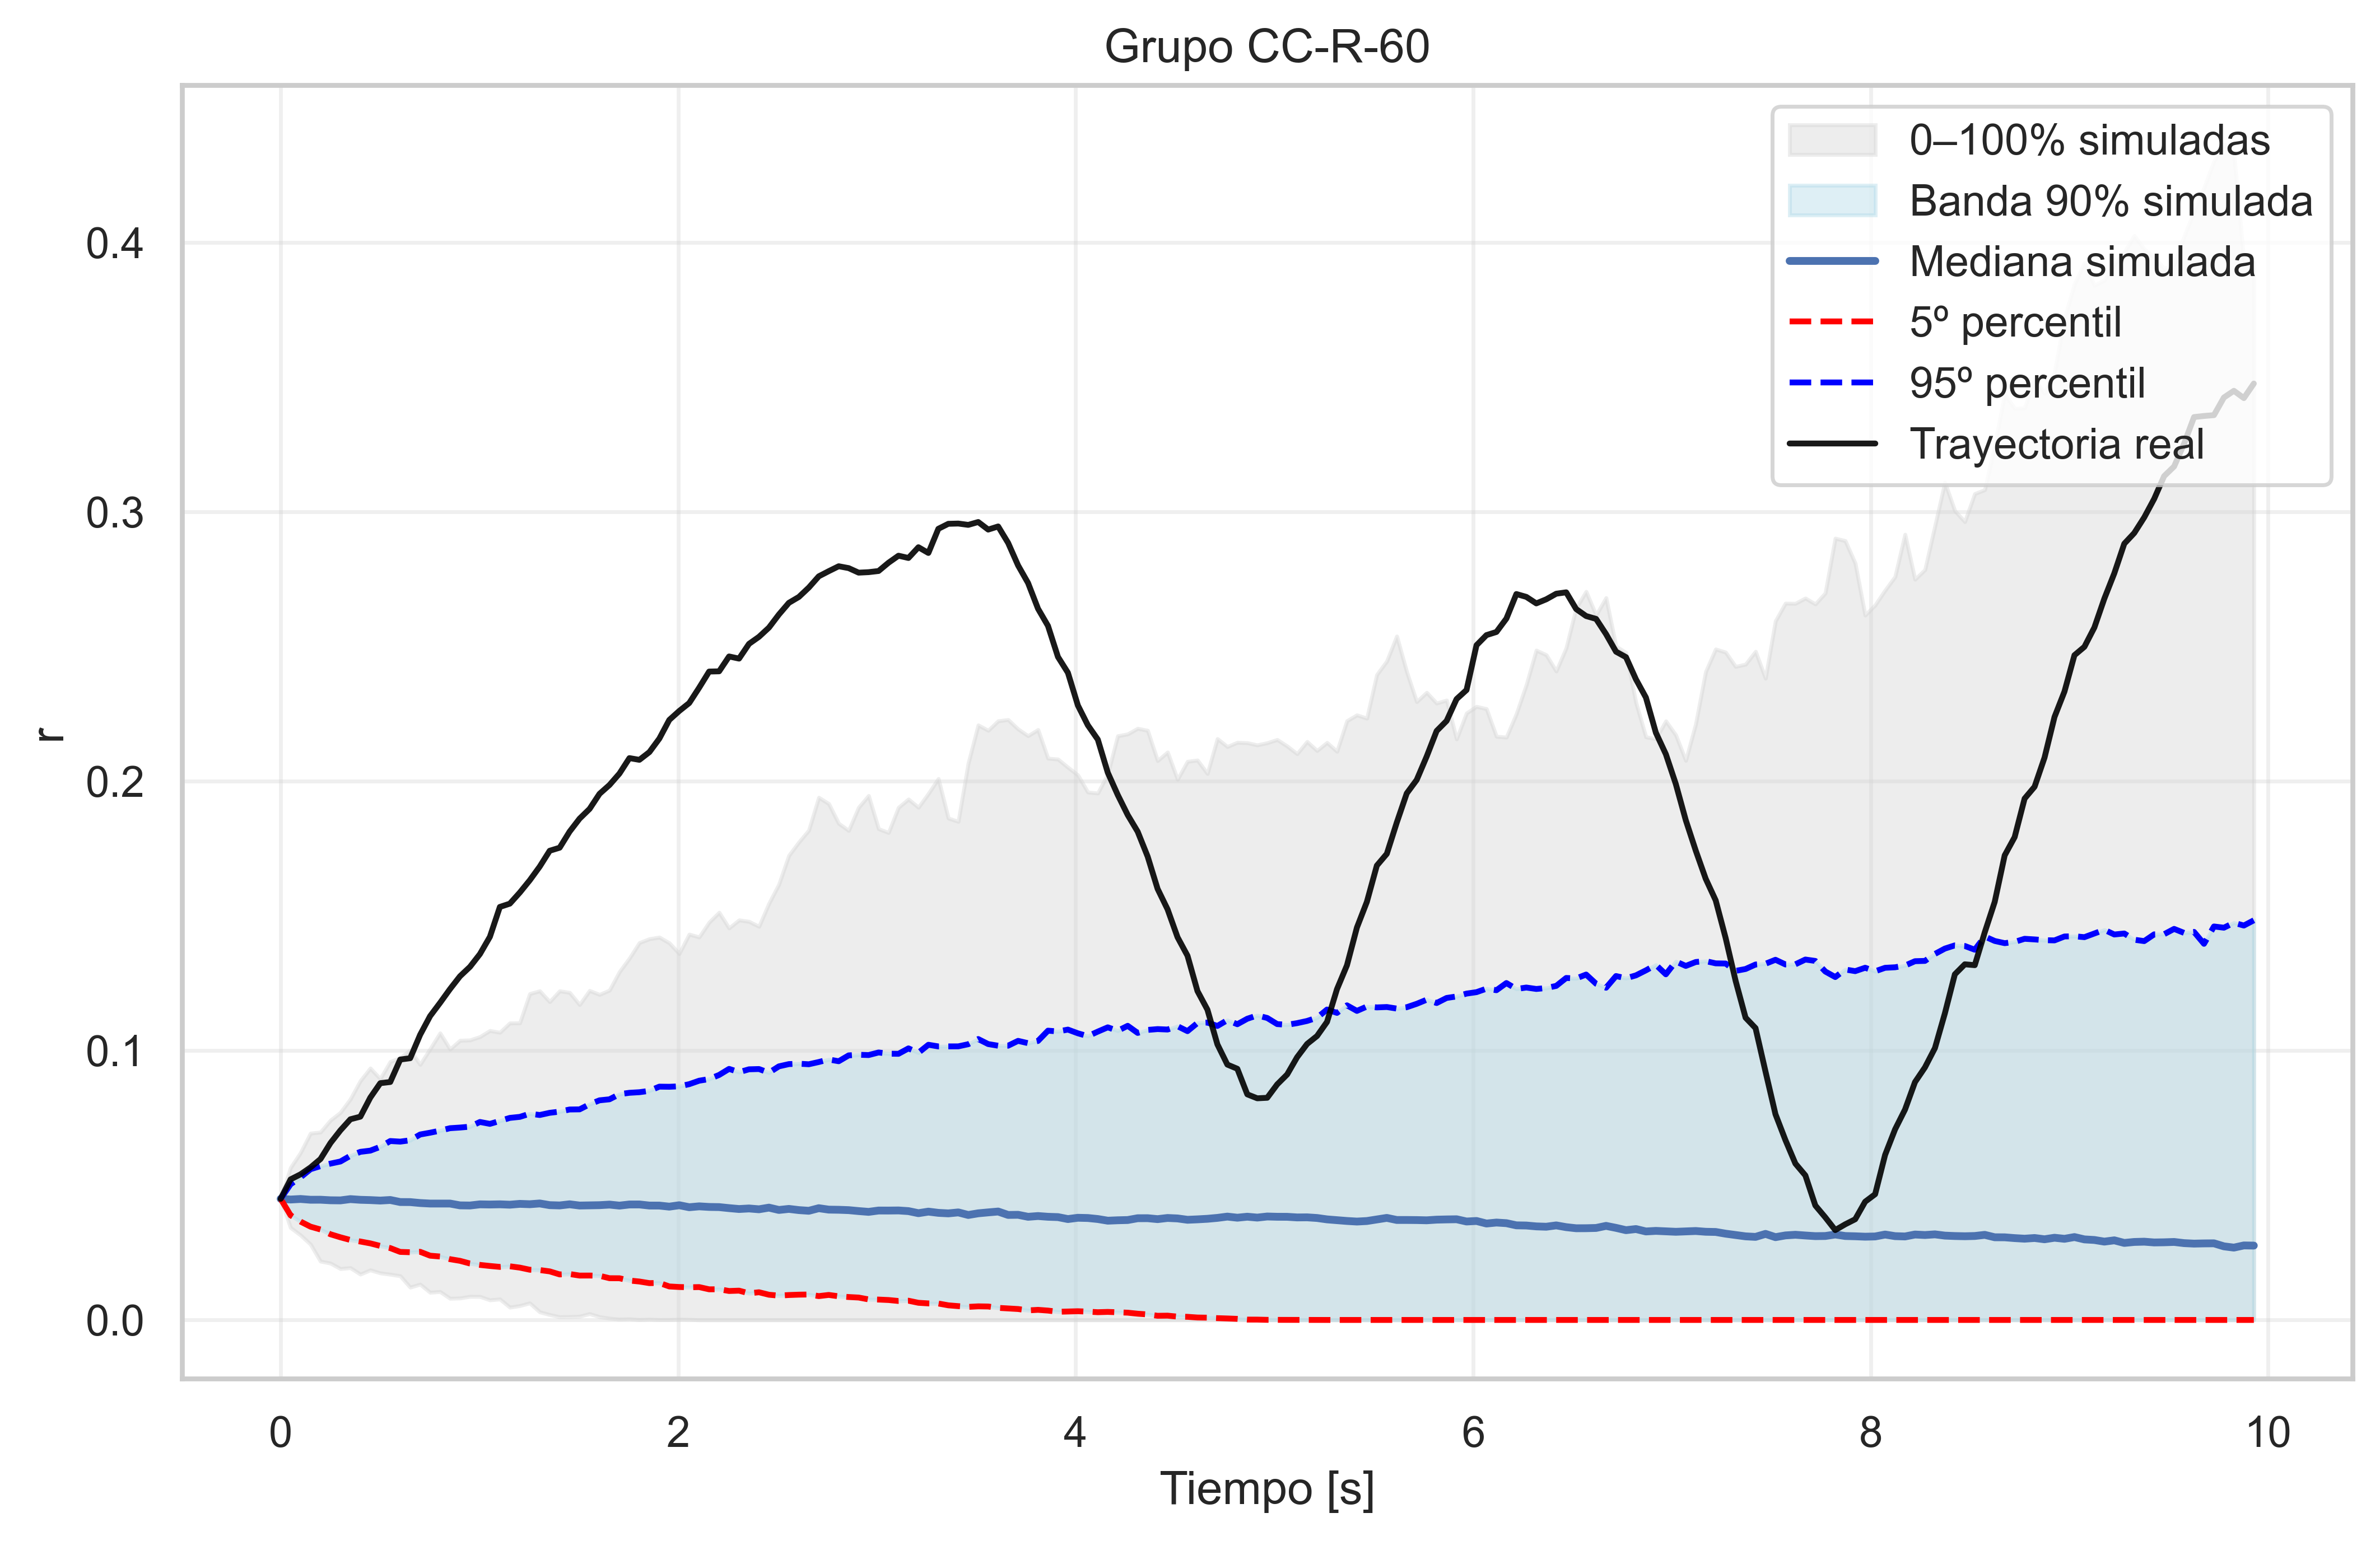 Grupo CC-R-60
0–100% simuladas
Banda 90% simulada
Mediana simulada
5º percentil
95º percentil
Trayectoria real
0.4
0.3
0.2
0.1
0.0
r
0 2 4 6 8 10
Tiempo [s]